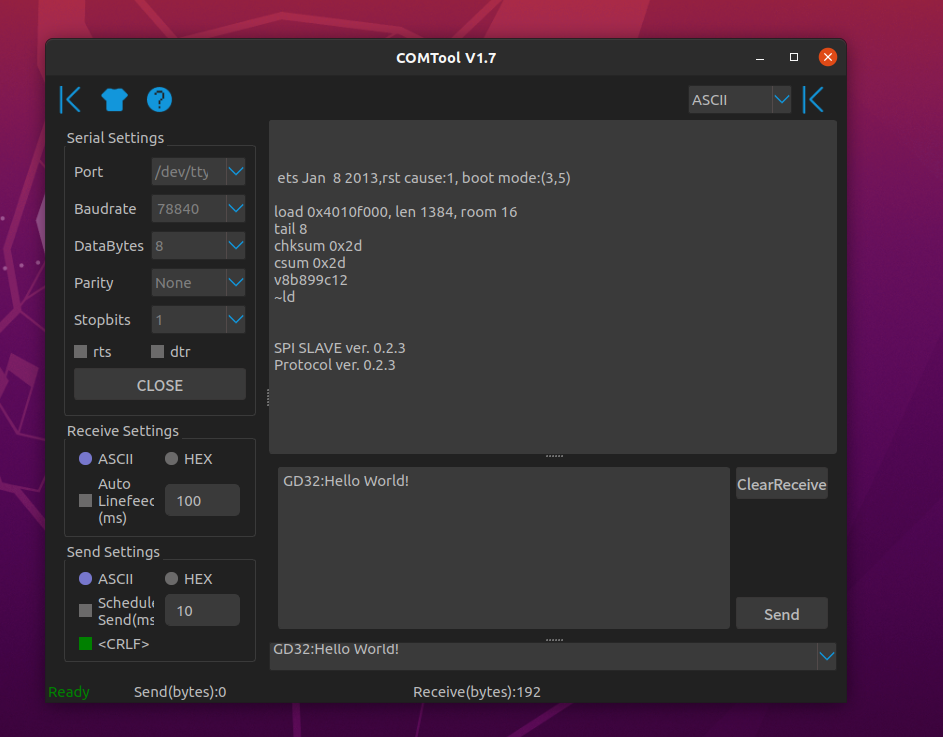 COMTool V1.7
?
ASCII
Serial Settings
Port /dev/tty
Baudrate 78840
DataBytes 8
Parity None
Stopbits 1
rts dtr
CLOSE
Receive Settings
ASCII HEX
Auto
Linefeed
(ms)
100
Send Settings
ASCII HEX
Schedule
Send(ms
10
<CRLF>
ets Jan  8 2013,rst cause:1, boot mode:(3,5)
load 0x4010f000, len 1384, room 16
tail 8
chksum 0x2d
csum 0x2d
v8b899c12
~ld
SPI SLAVE ver. 0.2.3
Protocol ver. 0.2.3
GD32:Hello World!
ClearReceive
Send
GD32:Hello World!
Ready Send(bytes):0 Receive(bytes):192